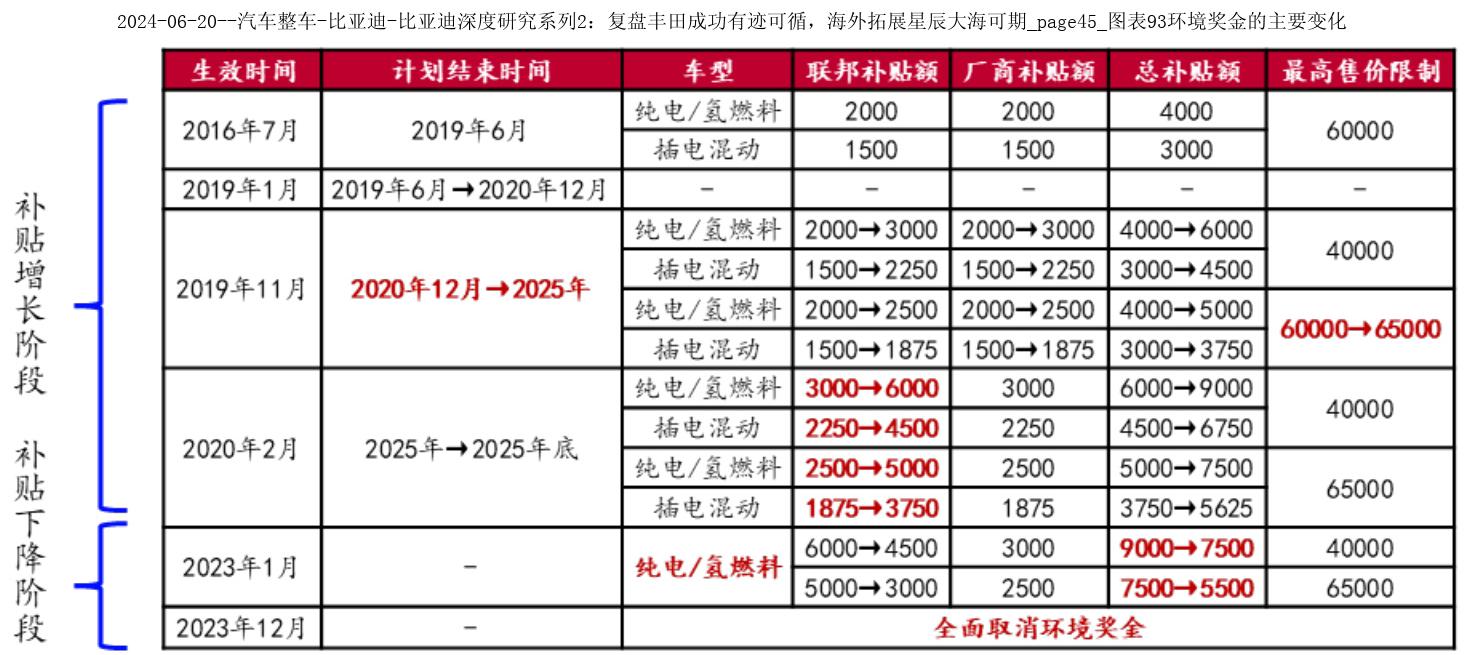 2024-06-20--汽车整车-比亚迪-比亚迪深度研究系列2：复盘丰田成功有迹可循，海外拓展星辰大海可期_page45_图表93环境奖金的主要变化
生效时间 计划结束时间 车型 联邦补贴额 厂商补贴额 总补贴额 最高售价限制
补贴增长阶段
2016年7月 2019年6月 纯电/氢燃料 2000 2000 4000 60000
插电混动 1500 1500 3000
2019年1月 2019年6月→2020年12月 - - - - -
2019年11月 2020年12月→2025年 纯电/氢燃料 2000→3000 2000→3000 4000→6000 40000
插电混动 1500→2250 1500→2250 3000→4500
纯电/氢燃料 2000→2500 2000→2500 4000→5000 60000→65000
插电混动 1500→1875 1500→1875 3000→3750
2020年2月 2025年→2025年底 纯电/氢燃料 3000→6000 3000 6000→9000 40000
插电混动 2250→4500 2250 4500→6750
纯电/氢燃料 2500→5000 2500 5000→7500 65000
插电混动 1875→3750 1875 3750→5625
补贴下降阶段
2023年1月 - 纯电/氢燃料 6000→4500 3000 9000→7500 40000
5000→3000 2500 7500→5500 65000
2023年12月 - 全面取消环境奖金